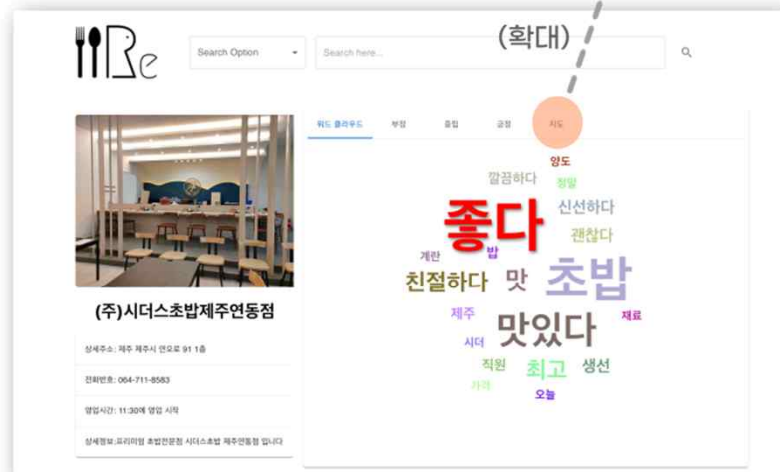 (확대)
Re
Search Option
Search here...
워드 클라우드 부정 중립 긍정 지도
양도
깔끔하다 정말
좋다 신선하다
괜찮다
계란 밥
친절하다 맛 초밥
제주 재료
맛있다
시더
직원 최고 생선
가격 오늘
(주)시더스초밥제주연동점
상세주소: 제주 제주시 연오로 91 1층
전화번호: 064-711-8583
영업시간: 11:30에 영업 시작
상세정보:프리미엄 초밥전문점 시더스초밥 제주연동점 입니다